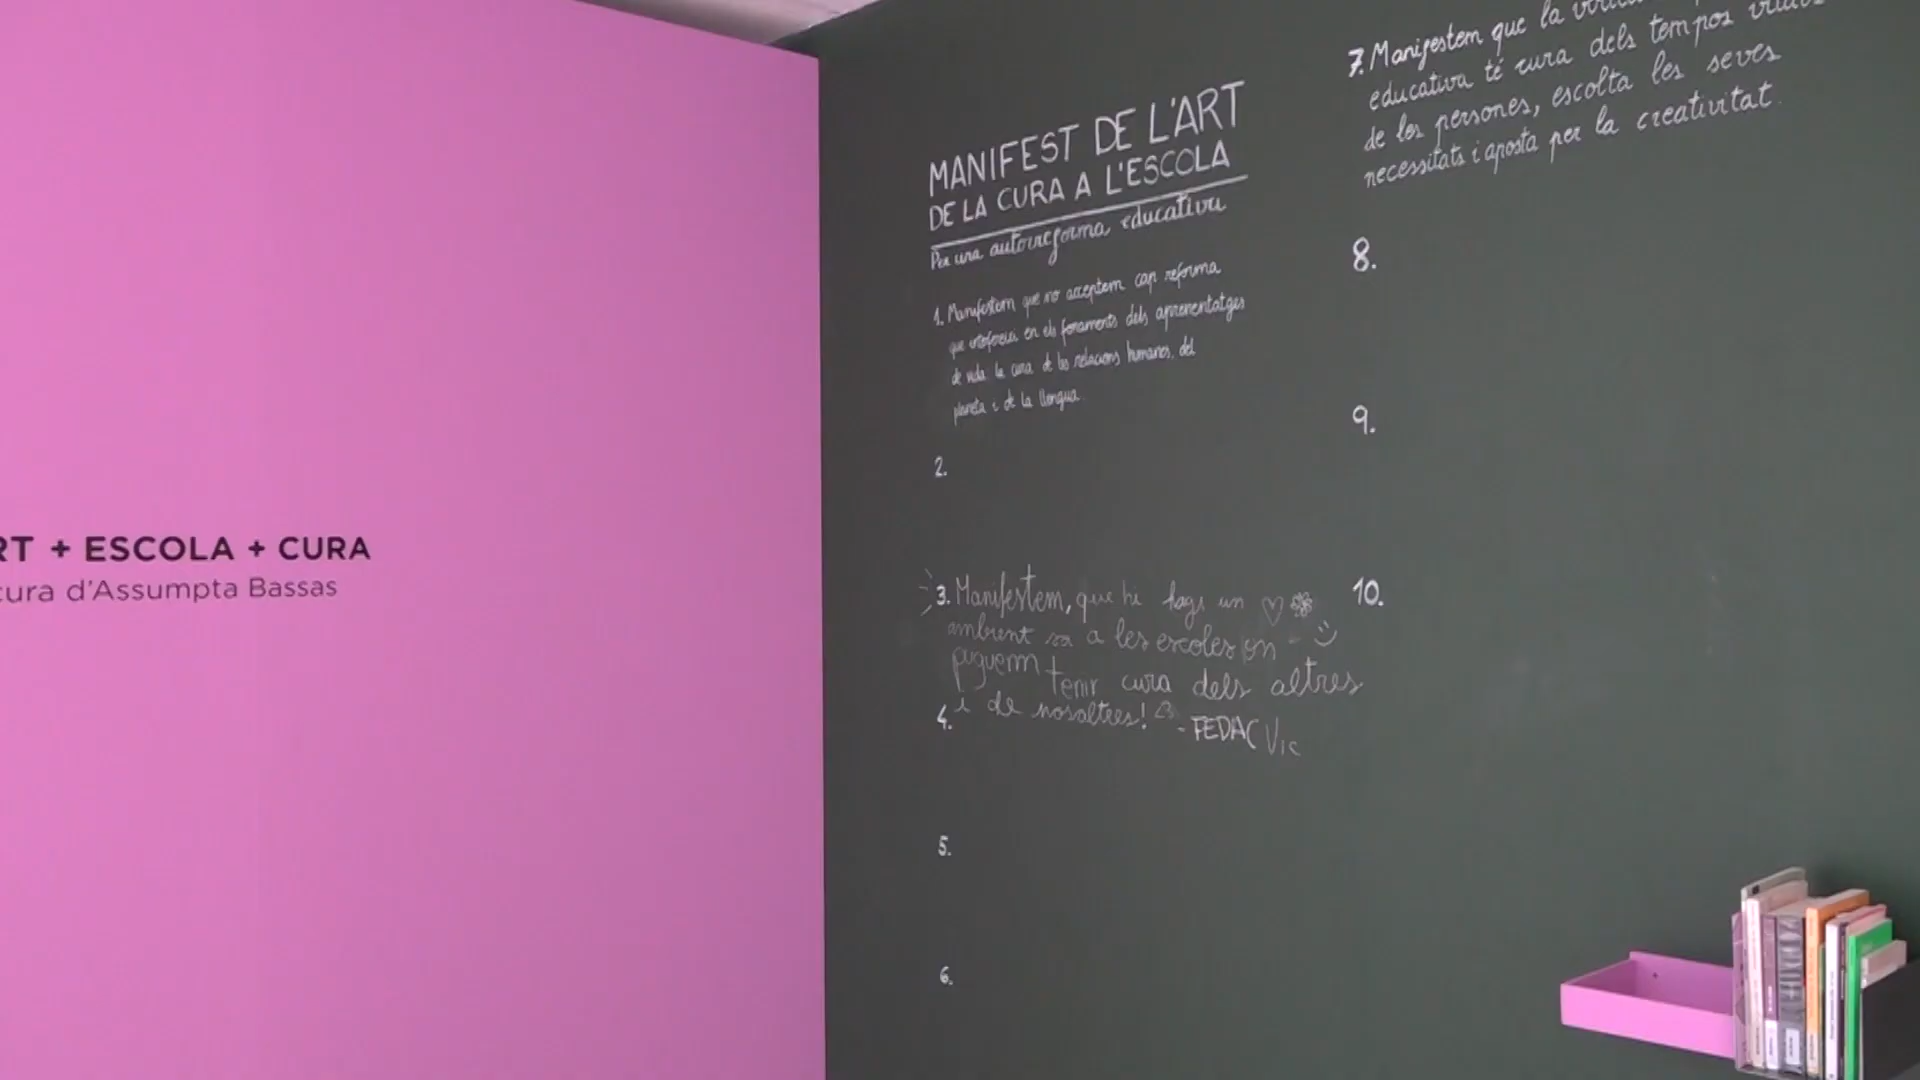 RT + ESCOLA + CURA
cura d'Assumpta Bassas
MANIFEST DE L'ART
DE LA CURA A L'ESCOLA
Per una autorreforma educativa
1. Manifestem que no acceptem cap reforma
que interfereixi en els fonaments dels aprenentatges
de vida: la cura de les relacions humanes, del
planeta i de la llengua.
2.
3. Manifestem, que hi hagi un
ambient sa a les escoles on
puguem tenir cura dels altres
i de nosaltres! - FEDAC Vic
4.
5.
6.
7. Manifestem que la
educativa té cura dels tempos
de les persones, escolta les seves
necessitats i aposta per la creativitat.
8.
9.
10.